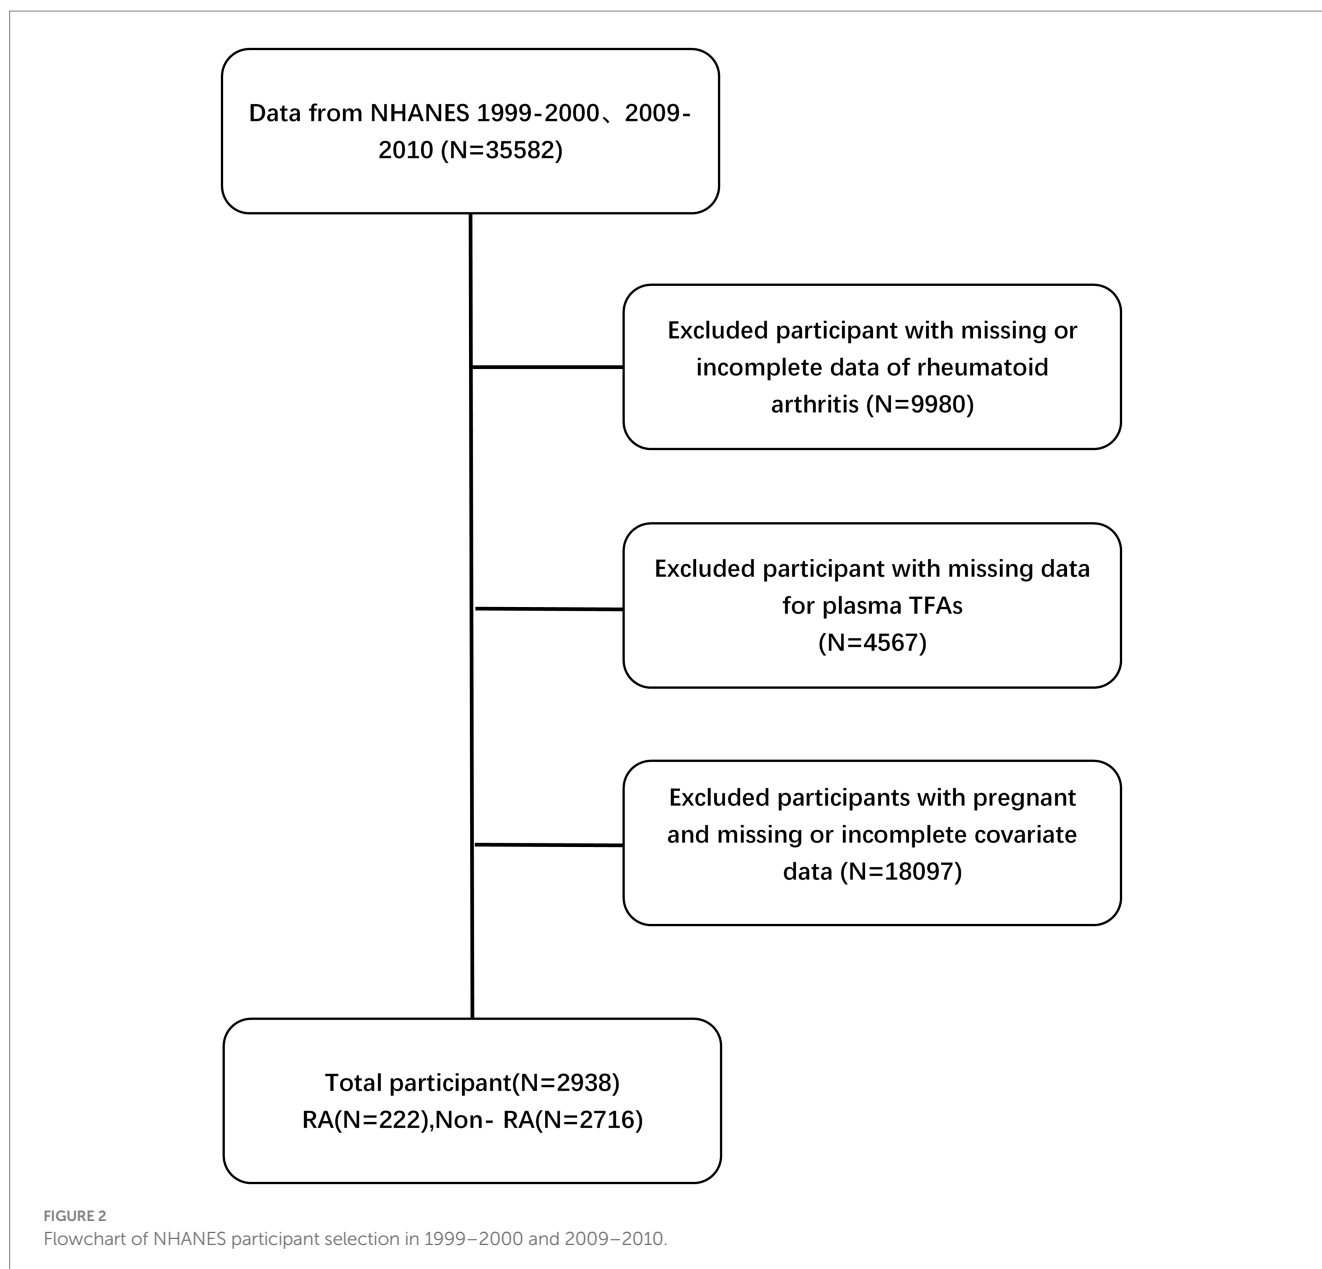 Data from NHANES 1999-2000、2009-
2010 (N=35582)
Excluded participant with missing or
incomplete data of rheumatoid
arthritis (N=9980)
Excluded participant with missing data
for plasma TFAs
(N=4567)
Excluded participants with pregnant
and missing or incomplete covariate
data (N=18097)
Total participant(N=2938)
RA(N=222),Non- RA(N=2716)
FIGURE 2
Flowchart of NHANES participant selection in 1999–2000 and 2009–2010.